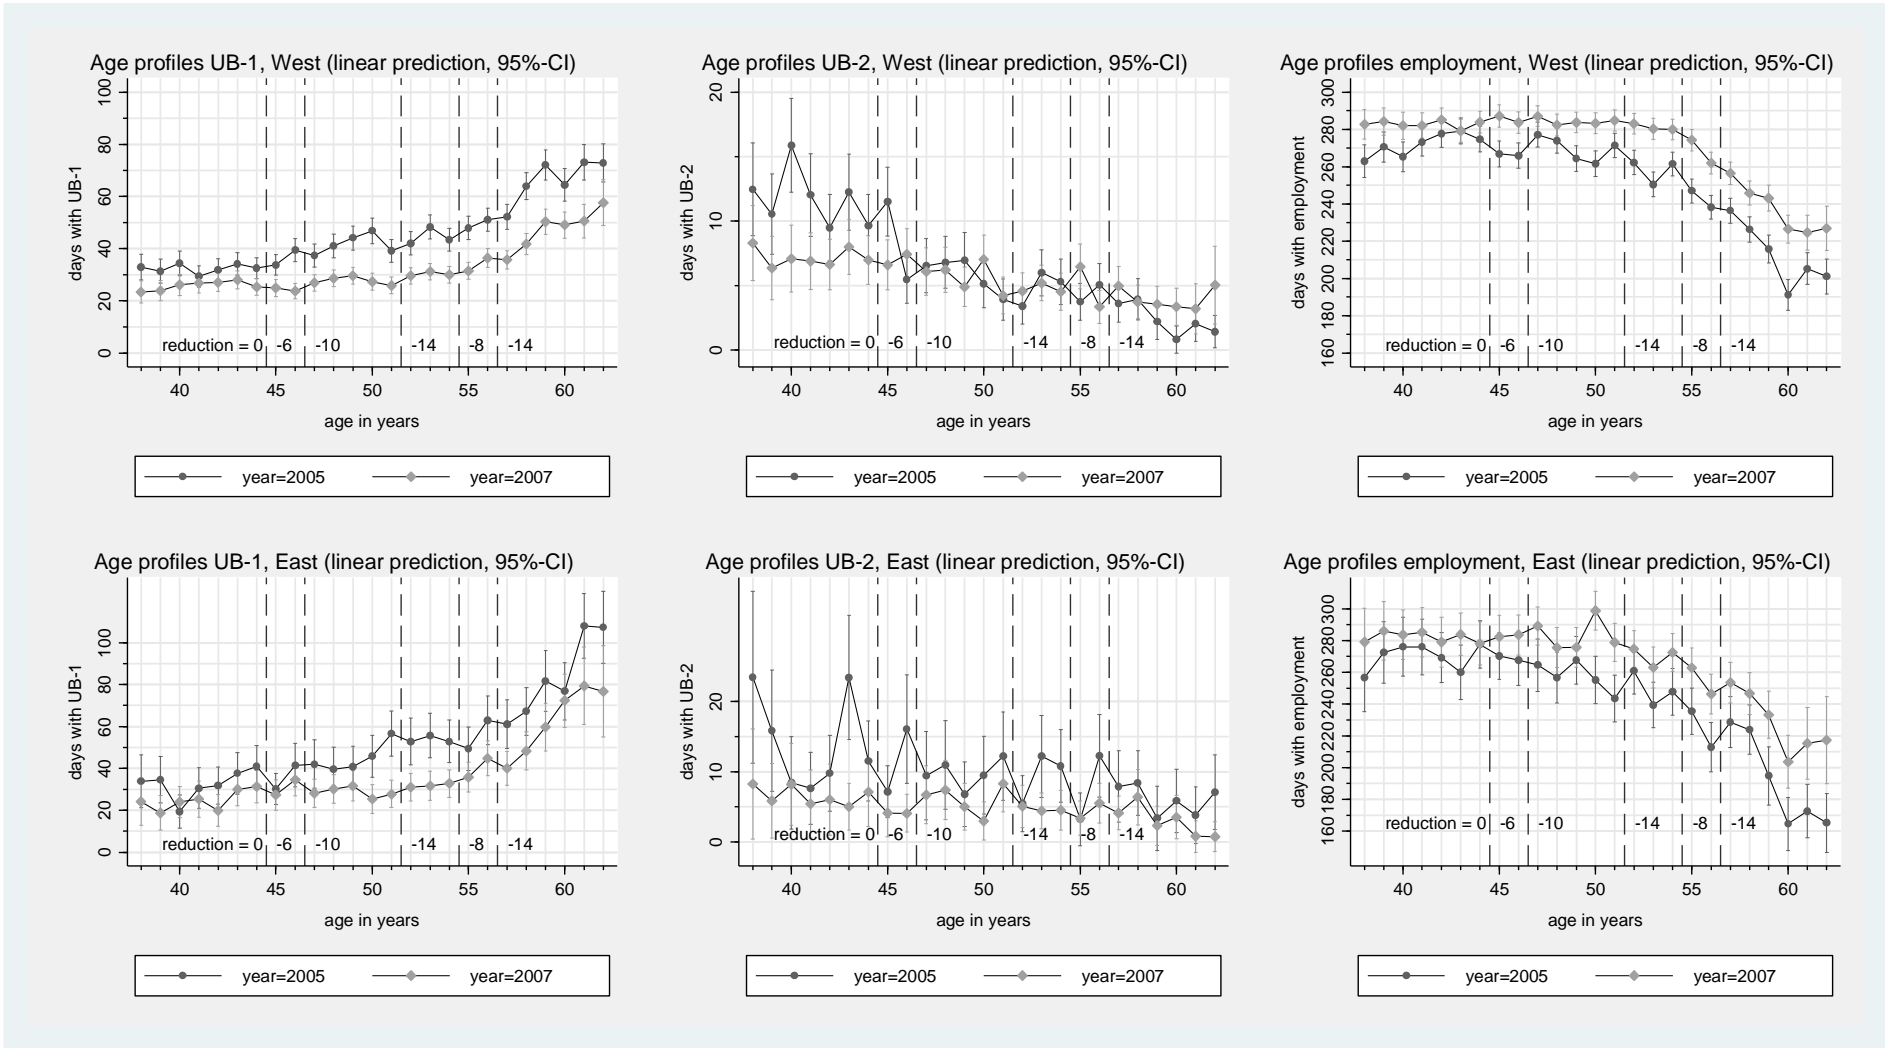 Age profiles UB-1, West (linear prediction, 95%-CI)
days with UB-1
100
80
60
40
20
0
reduction = 0 -6 -10 -14 -8 -14
40 45 50 55 60
age in years
year=2005 year=2007
Age profiles UB-2, West (linear prediction, 95%-CI)
days with UB-2
20
10
0
reduction = 0 -6 -10 -14 -8 -14
40 45 50 55 60
age in years
year=2005 year=2007
Age profiles employment, West (linear prediction, 95%-CI)
days with employment
300
280
260
240
220
200
180
160
reduction = 0 -6 -10 -14 -8 -14
40 45 50 55 60
age in years
year=2005 year=2007
Age profiles UB-1, East (linear prediction, 95%-CI)
days with UB-1
100
80
60
40
20
0
reduction = 0 -6 -10 -14 -8 -14
40 45 50 55 60
age in years
year=2005 year=2007
Age profiles UB-2, East (linear prediction, 95%-CI)
days with UB-2
20
10
0
reduction = 0 -6 -10 -14 -8 -14
40 45 50 55 60
age in years
year=2005 year=2007
Age profiles employment, East (linear prediction, 95%-CI)
days with employment
300
280
260
240
220
200
180
160
reduction = 0 -6 -10 -14 -8 -14
40 45 50 55 60
age in years
year=2005 year=2007